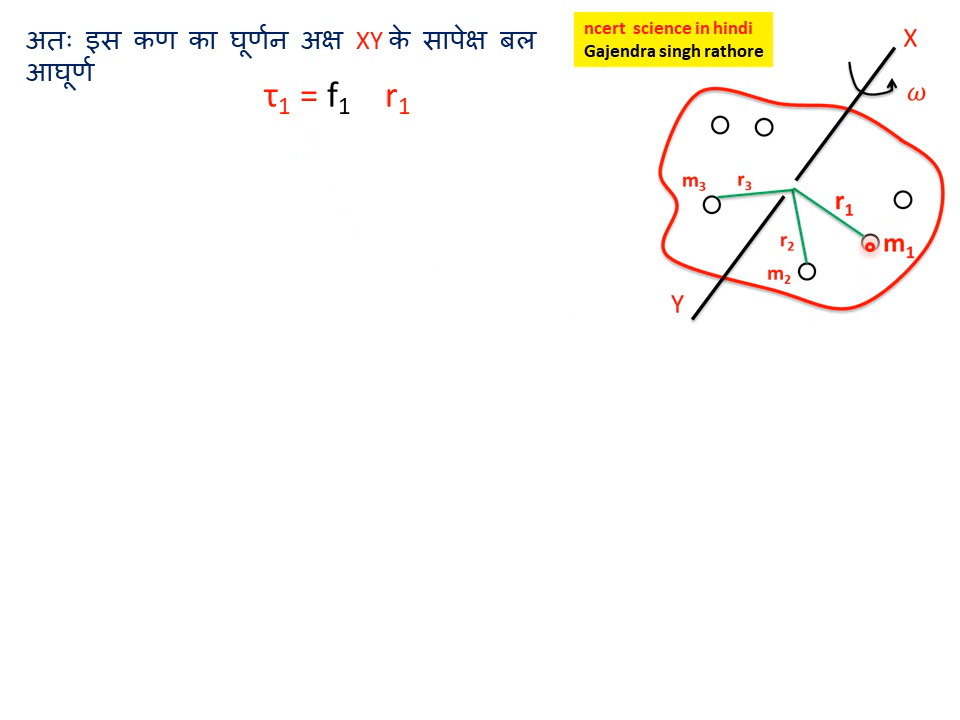 अतः इस कण का घूर्णन अक्ष XY के सापेक्ष बल
आघूर्ण
τ₁ = f₁ r₁
ncert science in hindi
Gajendra singh rathore
X
ω
m₃
r₃
r₁
r₂
m₁
m₂
Y